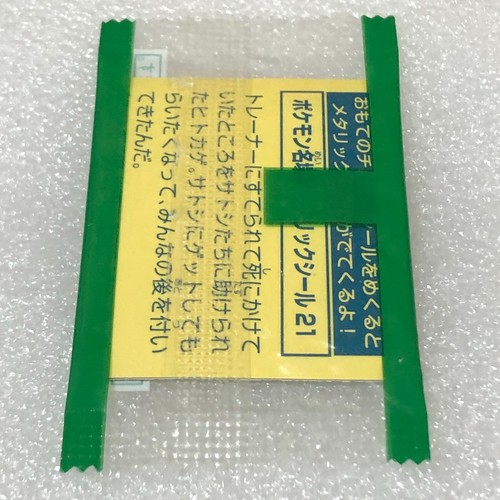 おもてのチ ールをめくると
メタリック がでてくるよ!
ポケモン名場 リックシール 21
トレーナーにすてられて死にかけて
いたところをサトシたちに助けられ
たヒトカゲ。サトシにゲットしても
らいたくなって、みんなの後を付い
てきたんだ。